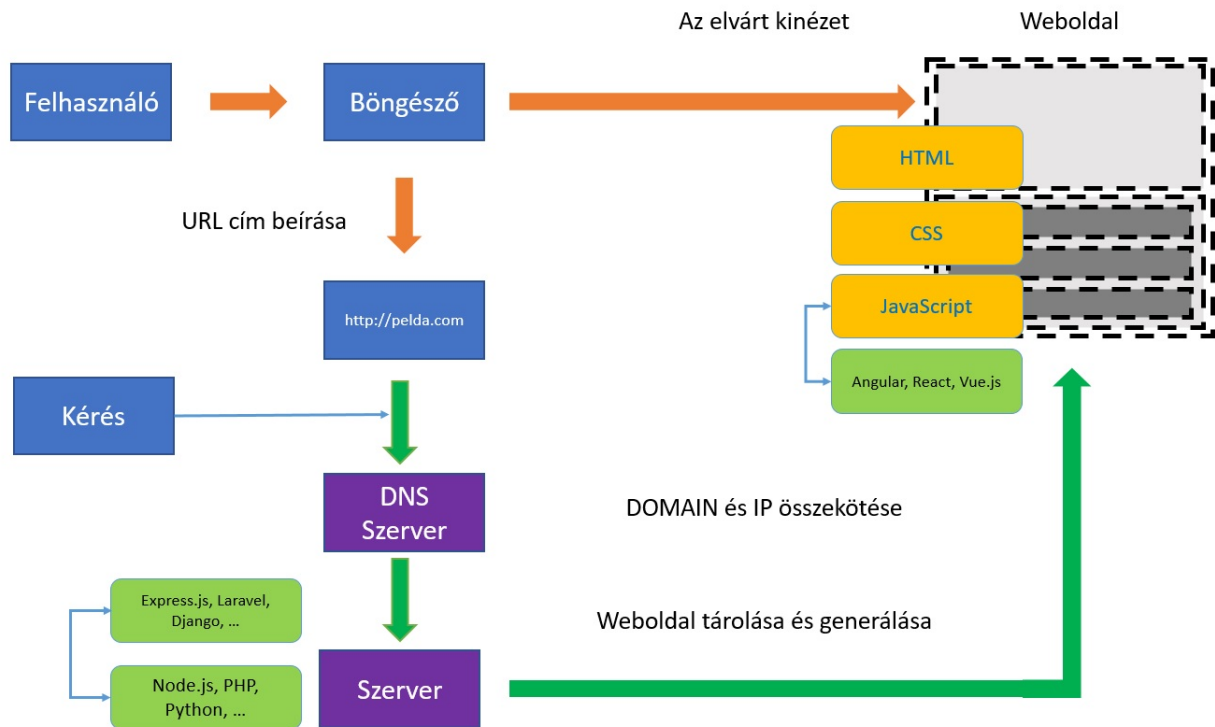 Az elvárt kinézet
Weboldal
Felhasználó
Böngésző
HTML
URL cím beírása
CSS
JavaScript
http://pelda.com
Angular, React, Vue.js
Kérés
DNS
Szerver
DOMAIN és IP összekötése
Express.js, Laravel,
Django, ...
Weboldal tárolása és generálása
Node.js, PHP,
Python, ...
Szerver